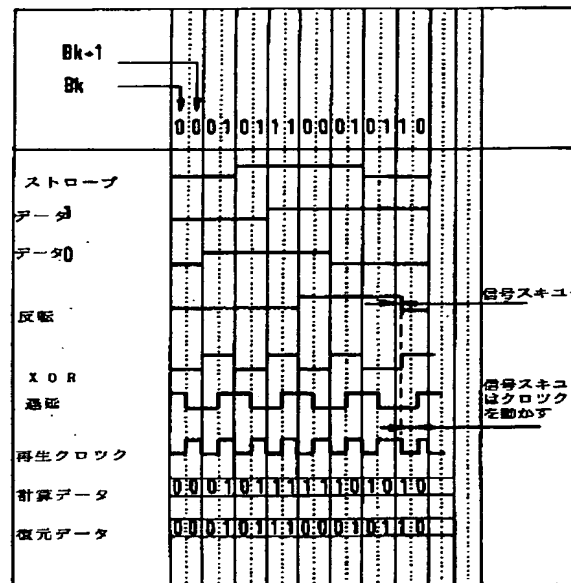 Bk+1
Bk
0 0 0 1 0 1 1 1 0 0 0 1 0 1 1 0
ストローブ
データ1
データ0
反転
信号スキュー
XOR
遅延
信号スキュ
はクロック
を動かす
再生クロック
計算データ 0 0 0 1 0 1 1 1 1 1 1 0 1 0 1 0
復元データ 0 0 0 1 0 1 1 1 0 0 0 1 0 1 1 0